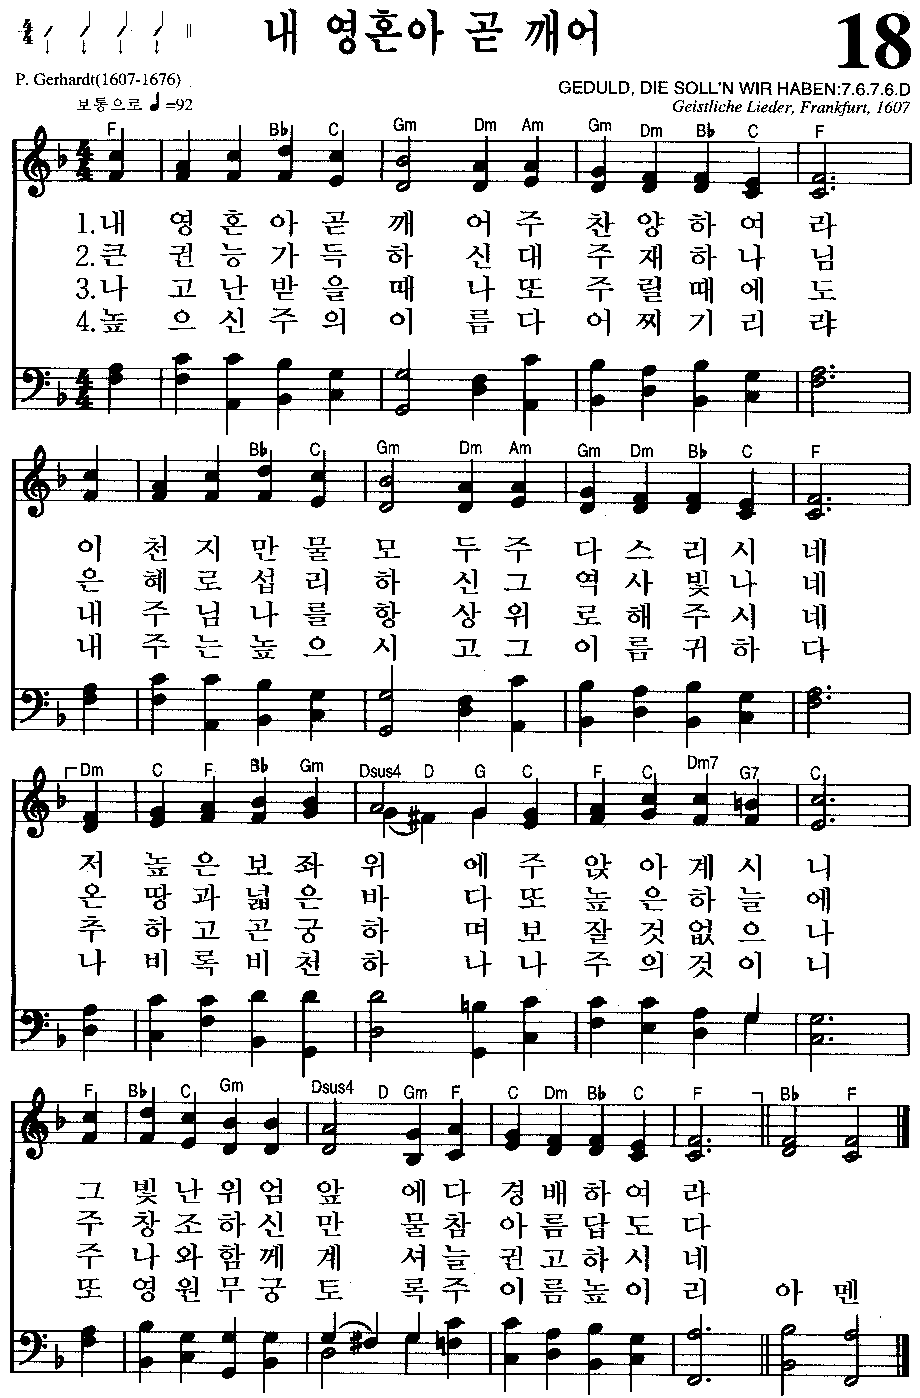 내 영혼아 곧 깨어
18
P. Gerhardt(1607-1676)
GEDULD, DIE SOLL'N WIR HABEN:7.6.7.6.D
보통으로 ♩=92
Geistliche Lieder, Frankfurt, 1607
F Bb C Gm Dm Am Gm Dm Bb C F
4 4
1.내 영 혼 아 곧 깨 어 주 찬 양 하 여 라
2.큰 권 능 가 득 하 신 대 주 재 하 나 님
3.나 고 난 받 을 때 나 또 주 릴 때 에 도
4.높 으 신 주 의 이 름 다 어 찌 기 리 랴
4 4
Bb C Gm Dm Am Gm Dm Bb C F
이 천 지 만 물 모 두 주 다 스 리 시 네
은 혜 로 섭 리 하 신 그 역 사 빛 나 네
내 주 님 나 를 항 상 위 로 해 주 시 네
내 주 는 높 으 시 고 그 이 름 귀 하 다
Dm C F Bb Gm Dsus4 D G C F C Dm7 G7 C
저 높 은 보 좌 위 에 주 앉 아 계 시 니
온 땅 과 넓 은 바 다 또 높 은 하 늘 에
추 하 고 곤 궁 하 며 보 잘 것 없 으 나
나 비 록 비 천 하 나 나 주 의 것 이 니
F Bb C Gm Dsus4 D Gm F C Dm Bb C F Bb F
그 빛 난 위 엄 앞 에 다 경 배 하 여 라
주 창 조 하 신 만 물 참 아 름 답 도 다
주 나 와 함 께 계 셔 늘 권 고 하 시 네
또 영 원 무 궁 토 록 주 이 름 높 이 리 아 멘